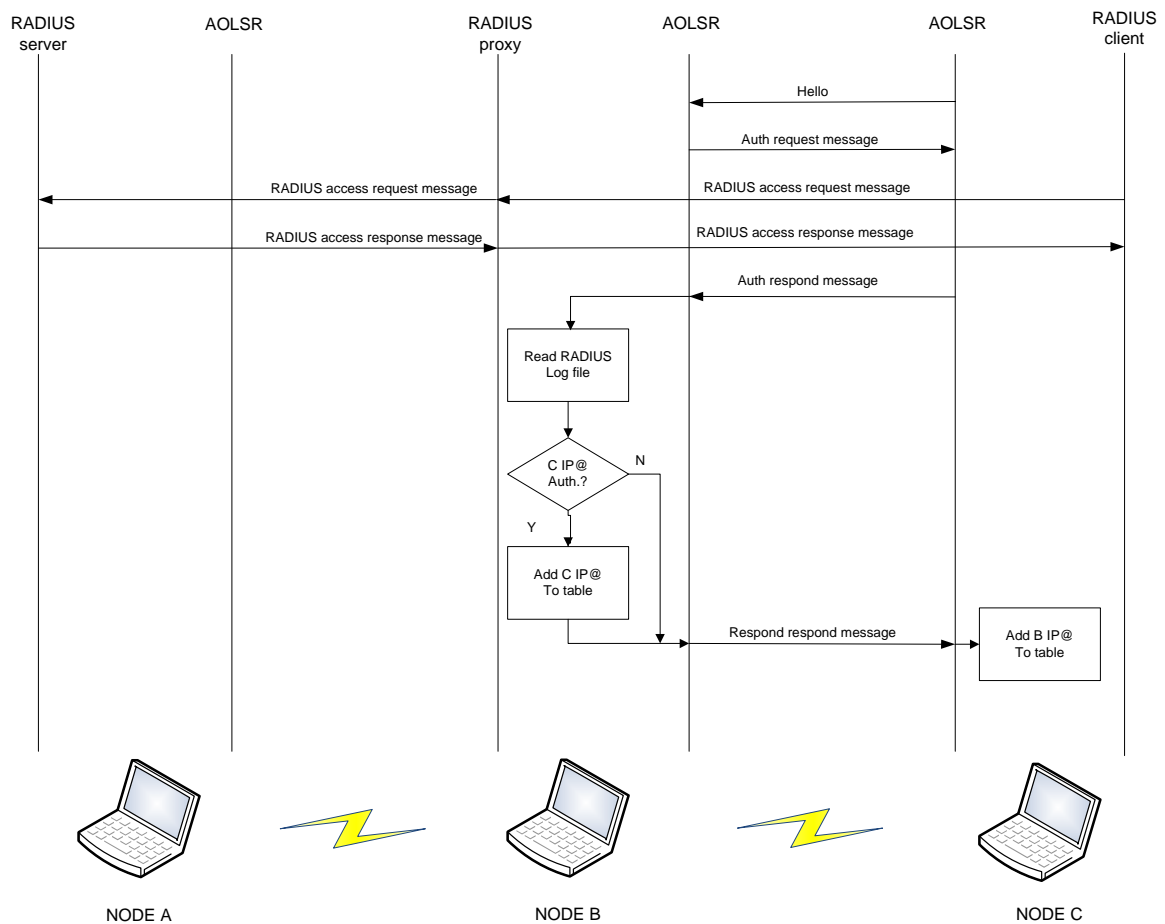 RADIUS
server
AOLSR
RADIUS
proxy
AOLSR
AOLSR
RADIUS
client
Hello
Auth request message
RADIUS access request message
RADIUS access request message
RADIUS access response message
RADIUS access response message
Auth respond message
Read RADIUS
Log file
C IP@
Auth.?
N
Y
Add C IP@
To table
Respond respond message
Add B IP@
To table
NODE A
NODE B
NODE C